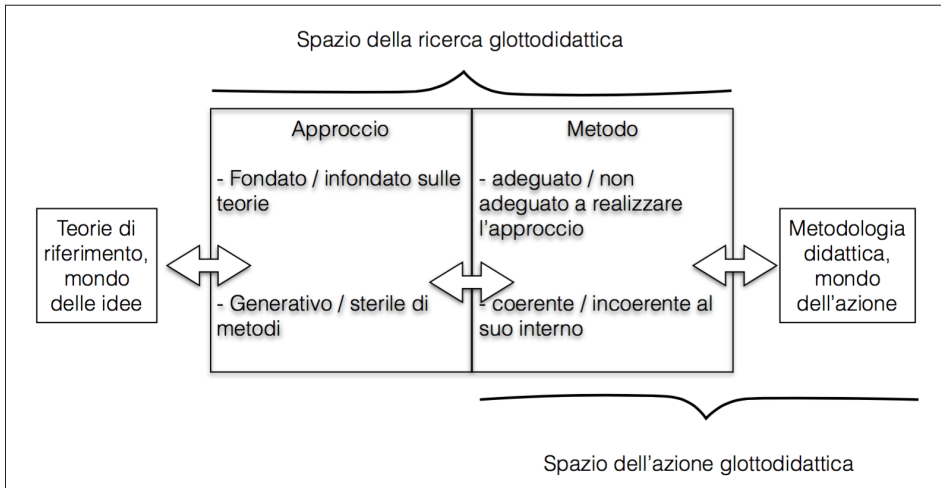 Spazio della ricerca glottodidattica
Approccio
- Fondato / infondato sulle
teorie
- Generativo / sterile di
metodi
Metodo
- adeguato / non
adeguato a realizzare
l'approccio
- coerente / incoerente al
suo interno
Teorie di
riferimento,
mondo
delle idee
Metodologia
didattica,
mondo
dell'azione
Spazio dell'azione glottodidattica